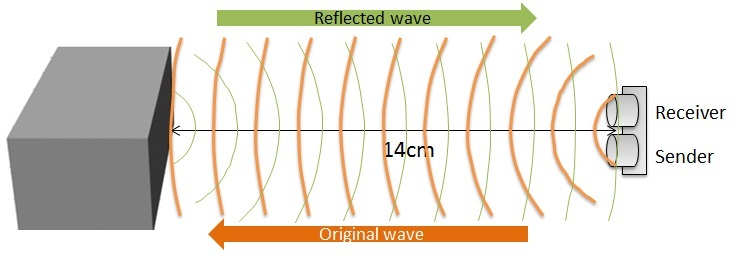 Reflected wave
Receiver
14cm
Sender
Original wave